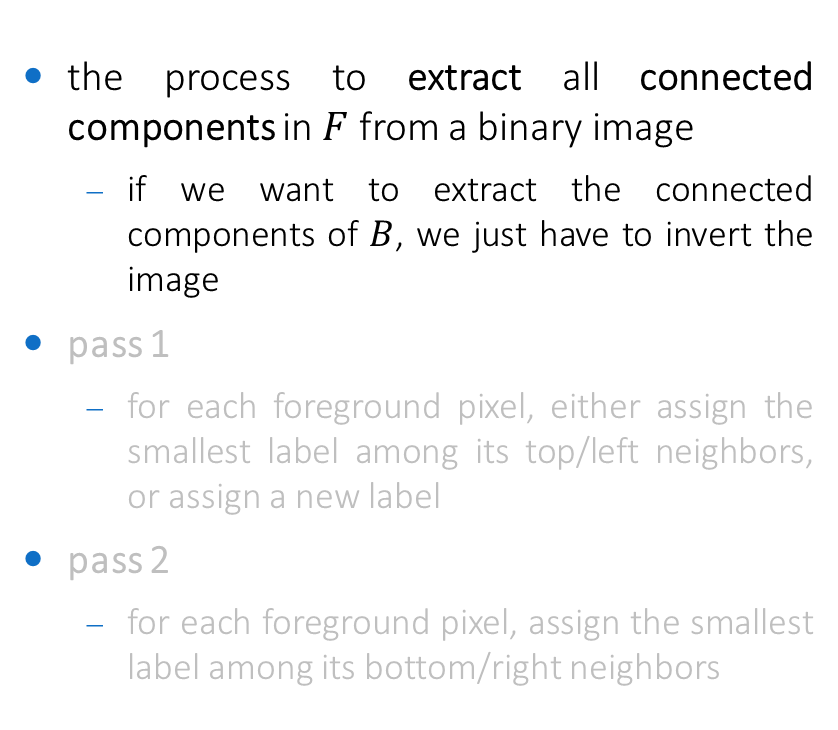 • the process to extract all connected
components in F from a binary image
– if we want to extract the connected
components of B, we just have to invert the
image
• pass 1
– for each foreground pixel, either assign the
smallest label among its top/left neighbors,
or assign a new label
• pass 2
– for each foreground pixel, assign the smallest
label among its bottom/right neighbors